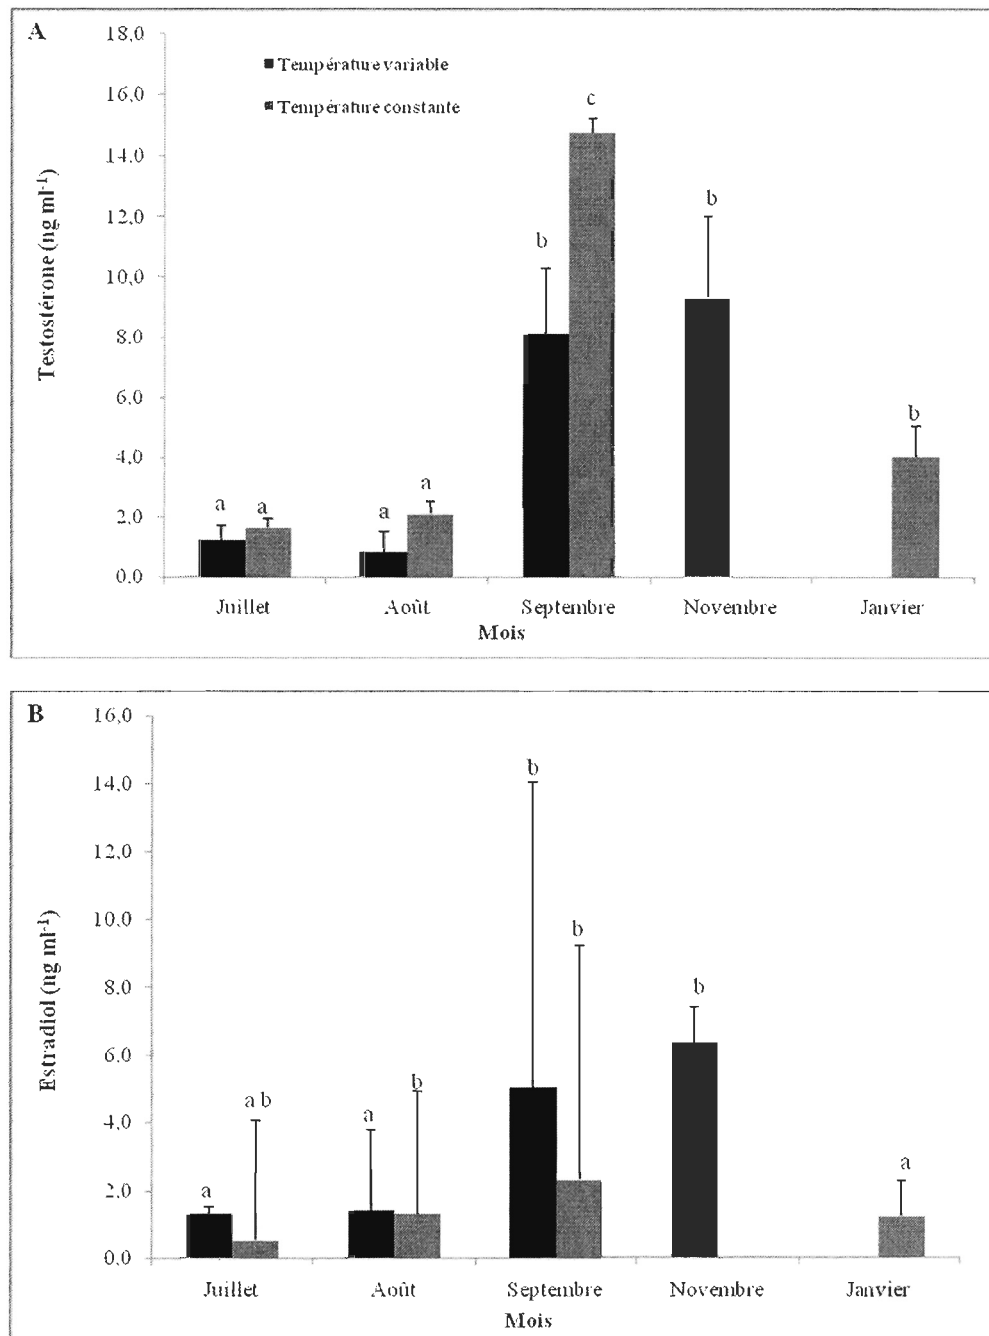 A
18,0
16,0
14,0
12,0
10,0
8,0
6,0
4,0
2,0
0,0
Testostérone (ng ml-1)
Température variable
Température constante
a
a
a
a
b
c
b
b
Juillet
Août
Septembre
Novembre
Janvier
Mois
B
16,0
14,0
12,0
10,0
8,0
6,0
4,0
2,0
0,0
Estradiol (ng ml-1)
a
a b
a
b
b
b
b
a
Juillet
Août
Septembre
Novembre
Janvier
Mois